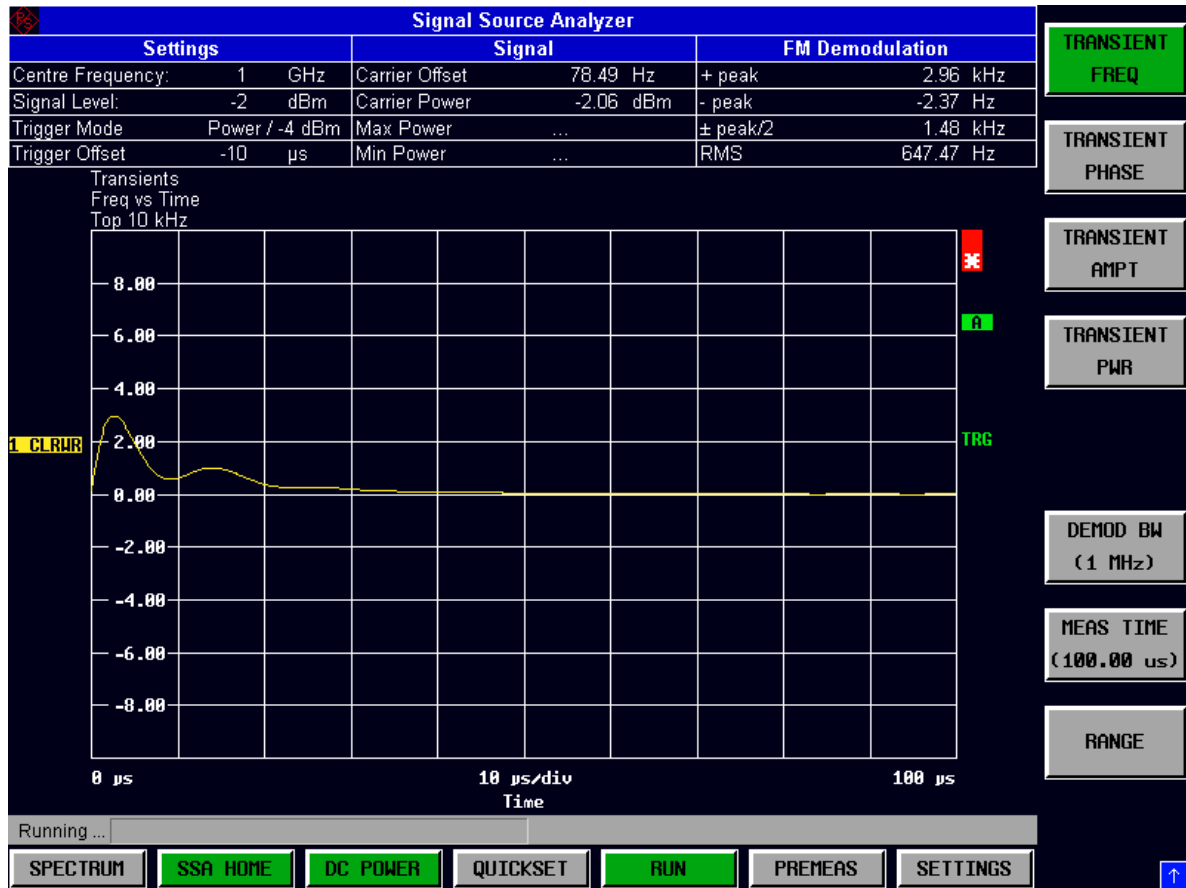 Signal Source Analyzer
Settings Signal FM Demodulation
Centre Frequency: 1 GHz Carrier Offset 78.49 Hz + peak 2.96 kHz
Signal Level: -2 dBm Carrier Power -2.06 dBm - peak -2.37 Hz
Trigger Mode Power / -4 dBm Max Power ... ± peak/2 1.48 kHz
Trigger Offset -10 µs Min Power ... RMS 647.47 Hz
Transients
Freq vs Time
Top 10 kHz
8.00
6.00
4.00
2.00
0.00
-2.00
-4.00
-6.00
-8.00
1 CLRWR
A
TRG
0 µs 10 µs/div 100 µs
Time
Running ...
SPECTRUM SSA HOME DC POWER QUICKSET RUN PREMEAS SETTINGS
TRANSIENT
FREQ
TRANSIENT
PHASE
TRANSIENT
AMPT
TRANSIENT
PWR
DEMOD BW
(1 MHz)
MEAS TIME
(100.00 us)
RANGE